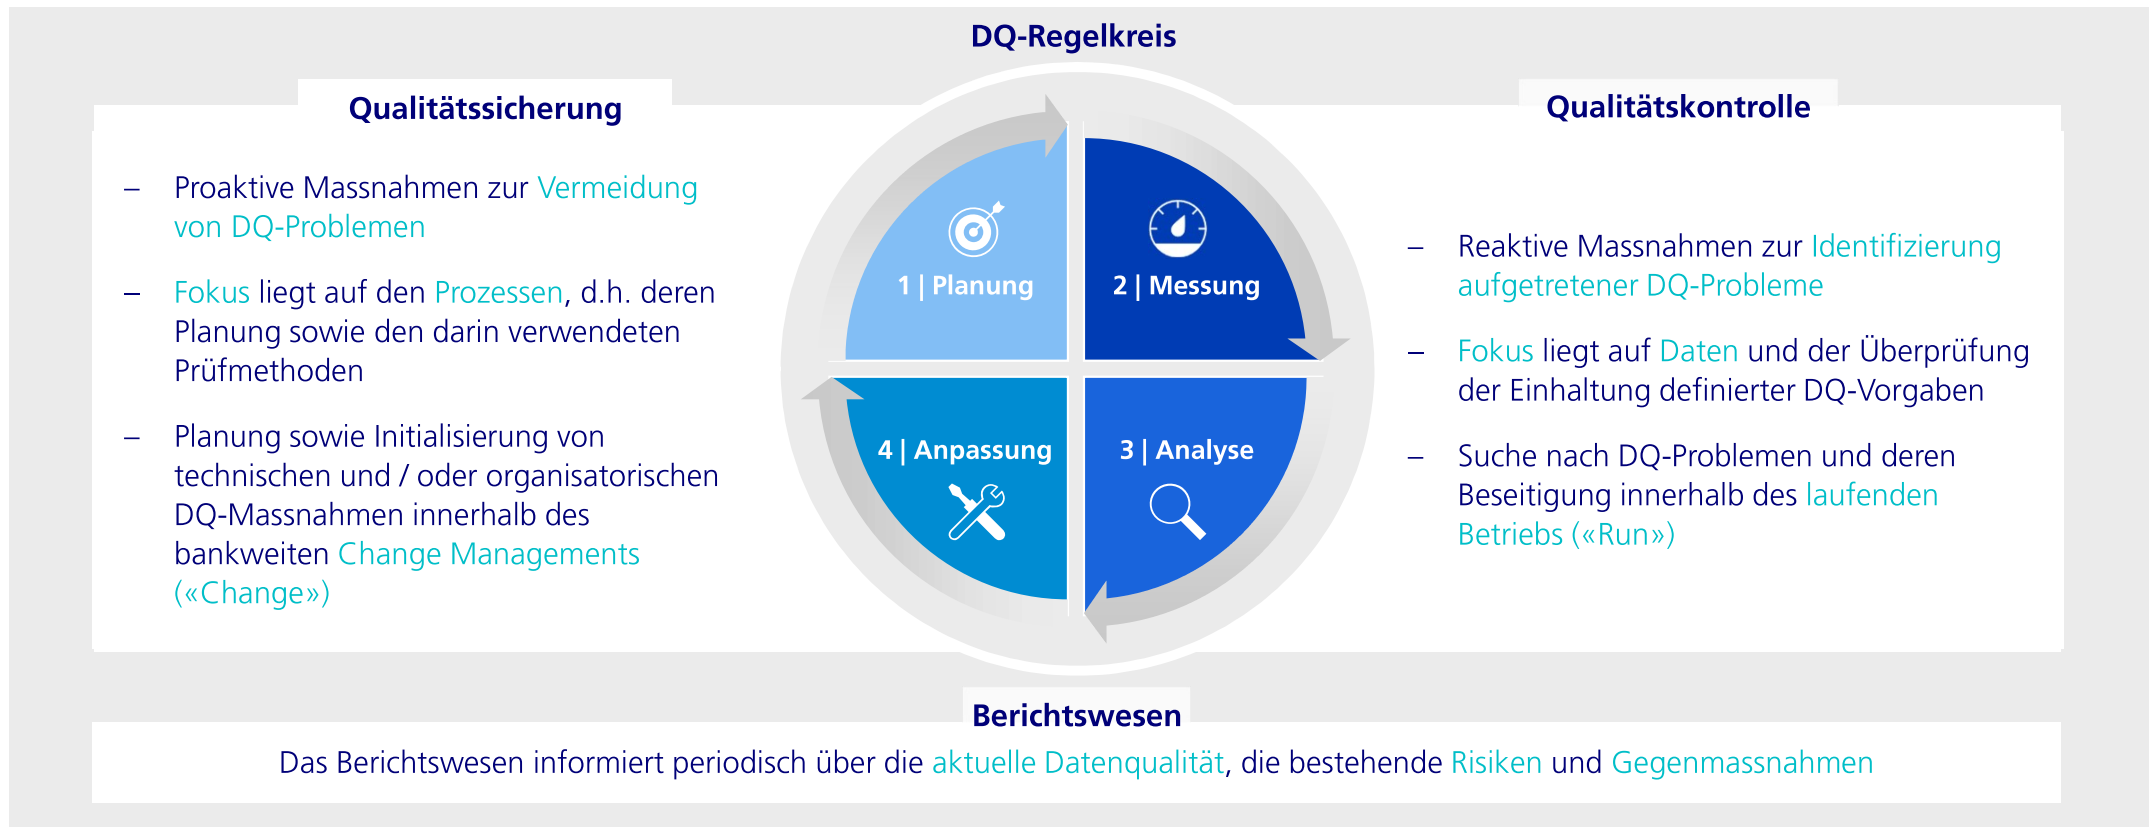 DQ-Regelkreis
Qualitätssicherung
– Proaktive Massnahmen zur Vermeidung
von DQ-Problemen
– Fokus liegt auf den Prozessen, d.h. deren
Planung sowie den darin verwendeten
Prüfmethoden
– Planung sowie Initialisierung von
technischen und / oder organisatorischen
DQ-Massnahmen innerhalb des
bankweiten Change Managements
(«Change»)
1 | Planung
2 | Messung
4 | Anpassung
3 | Analyse
Qualitätskontrolle
– Reaktive Massnahmen zur Identifizierung
aufgetretener DQ-Probleme
– Fokus liegt auf Daten und der Überprüfung
der Einhaltung definierter DQ-Vorgaben
– Suche nach DQ-Problemen und deren
Beseitigung innerhalb des laufenden
Betriebs («Run»)
Berichtswesen
Das Berichtswesen informiert periodisch über die aktuelle Datenqualität, die bestehende Risiken und Gegenmassnahmen